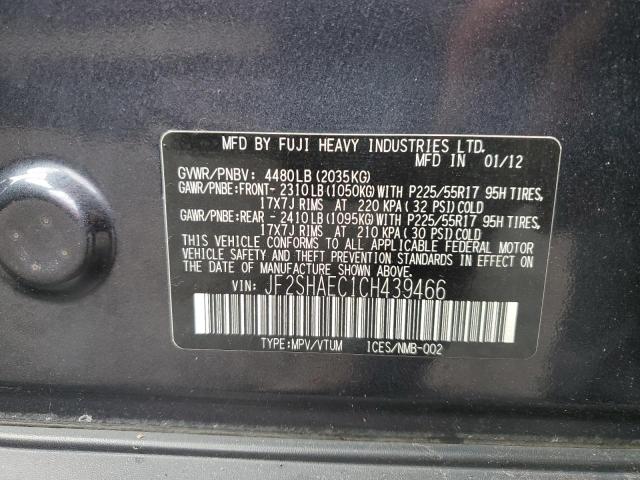 MFD BY FUJI HEAVY INDUSTRIES LTD.
MFD IN 01/12
GVWR/PNBV: 4480LB (2035KG)
GAWR/PNBE:FRONT- 2310LB (1050KG) WITH P225/55R17 95H TIRES,
17X7J RIMS AT 220 KPA (32 PSI) COLD
GAWR/PNBE:REAR - 2410LB (1095KG) WITH P225/55R17 95H TIRES,
17X7J RIMS AT 210 KPA (30 PSI) COLD
THIS VEHICLE CONFORMS TO ALL APPLICABLE FEDERAL MOTOR
VEHICLE SAFETY AND THEFT PREVENTION STANDARDS IN EFFECT
ON THE DATE OF MANUFACTURE SHOWN ABOVE.
VIN: JF2SHAEC1CH439466
TYPE:MPV/VTUM ICES/NMB-002